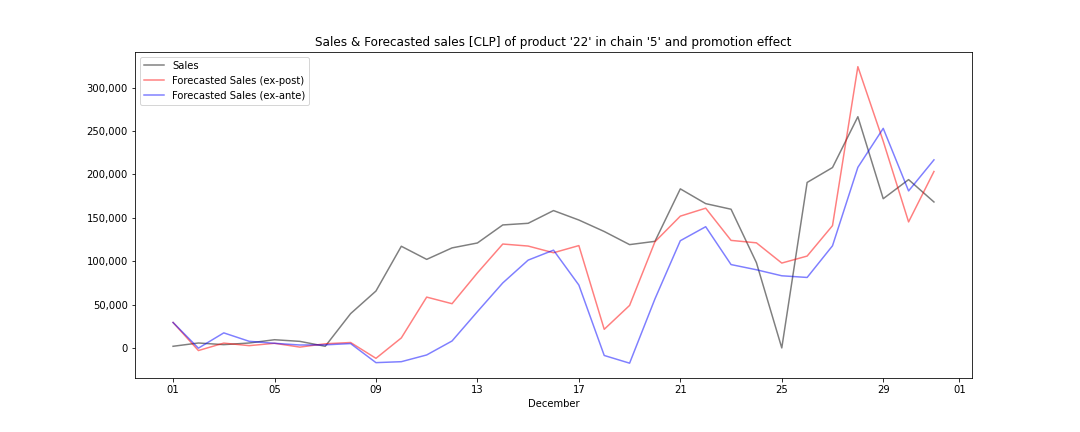 Sales & Forecasted sales [CLP] of product '22' in chain '5' and promotion effect
Sales
Forecasted Sales (ex-post)
Forecasted Sales (ex-ante)
300,000
250,000
200,000
150,000
100,000
50,000
0
01 05 09 13 17 21 25 29 01
December